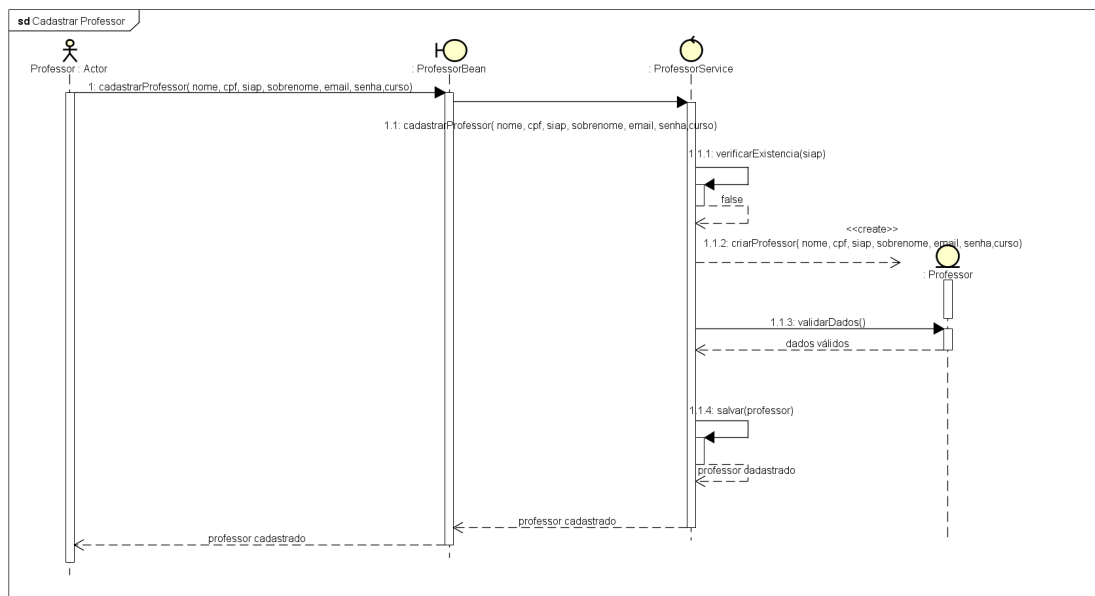 sd Cadastrar Professor
Professor : Actor
: ProfessorBean
: ProfessorService
1: cadastrarProfessor( nome, cpf, siap, sobrenome, email, senha,curso)
1.1: cadastrarProfessor( nome, cpf, siap, sobrenome, email, senha,curso)
1.1.1: verificarExistencia(siap)
false
<<create>>
1.1.2: criarProfessor( nome, cpf, siap, sobrenome, email, senha,curso)
: Professor
1.1.3: validarDados()
dados válidos
1.1.4: salvar(professor)
professor cadastrado
professor cadastrado
professor cadastrado